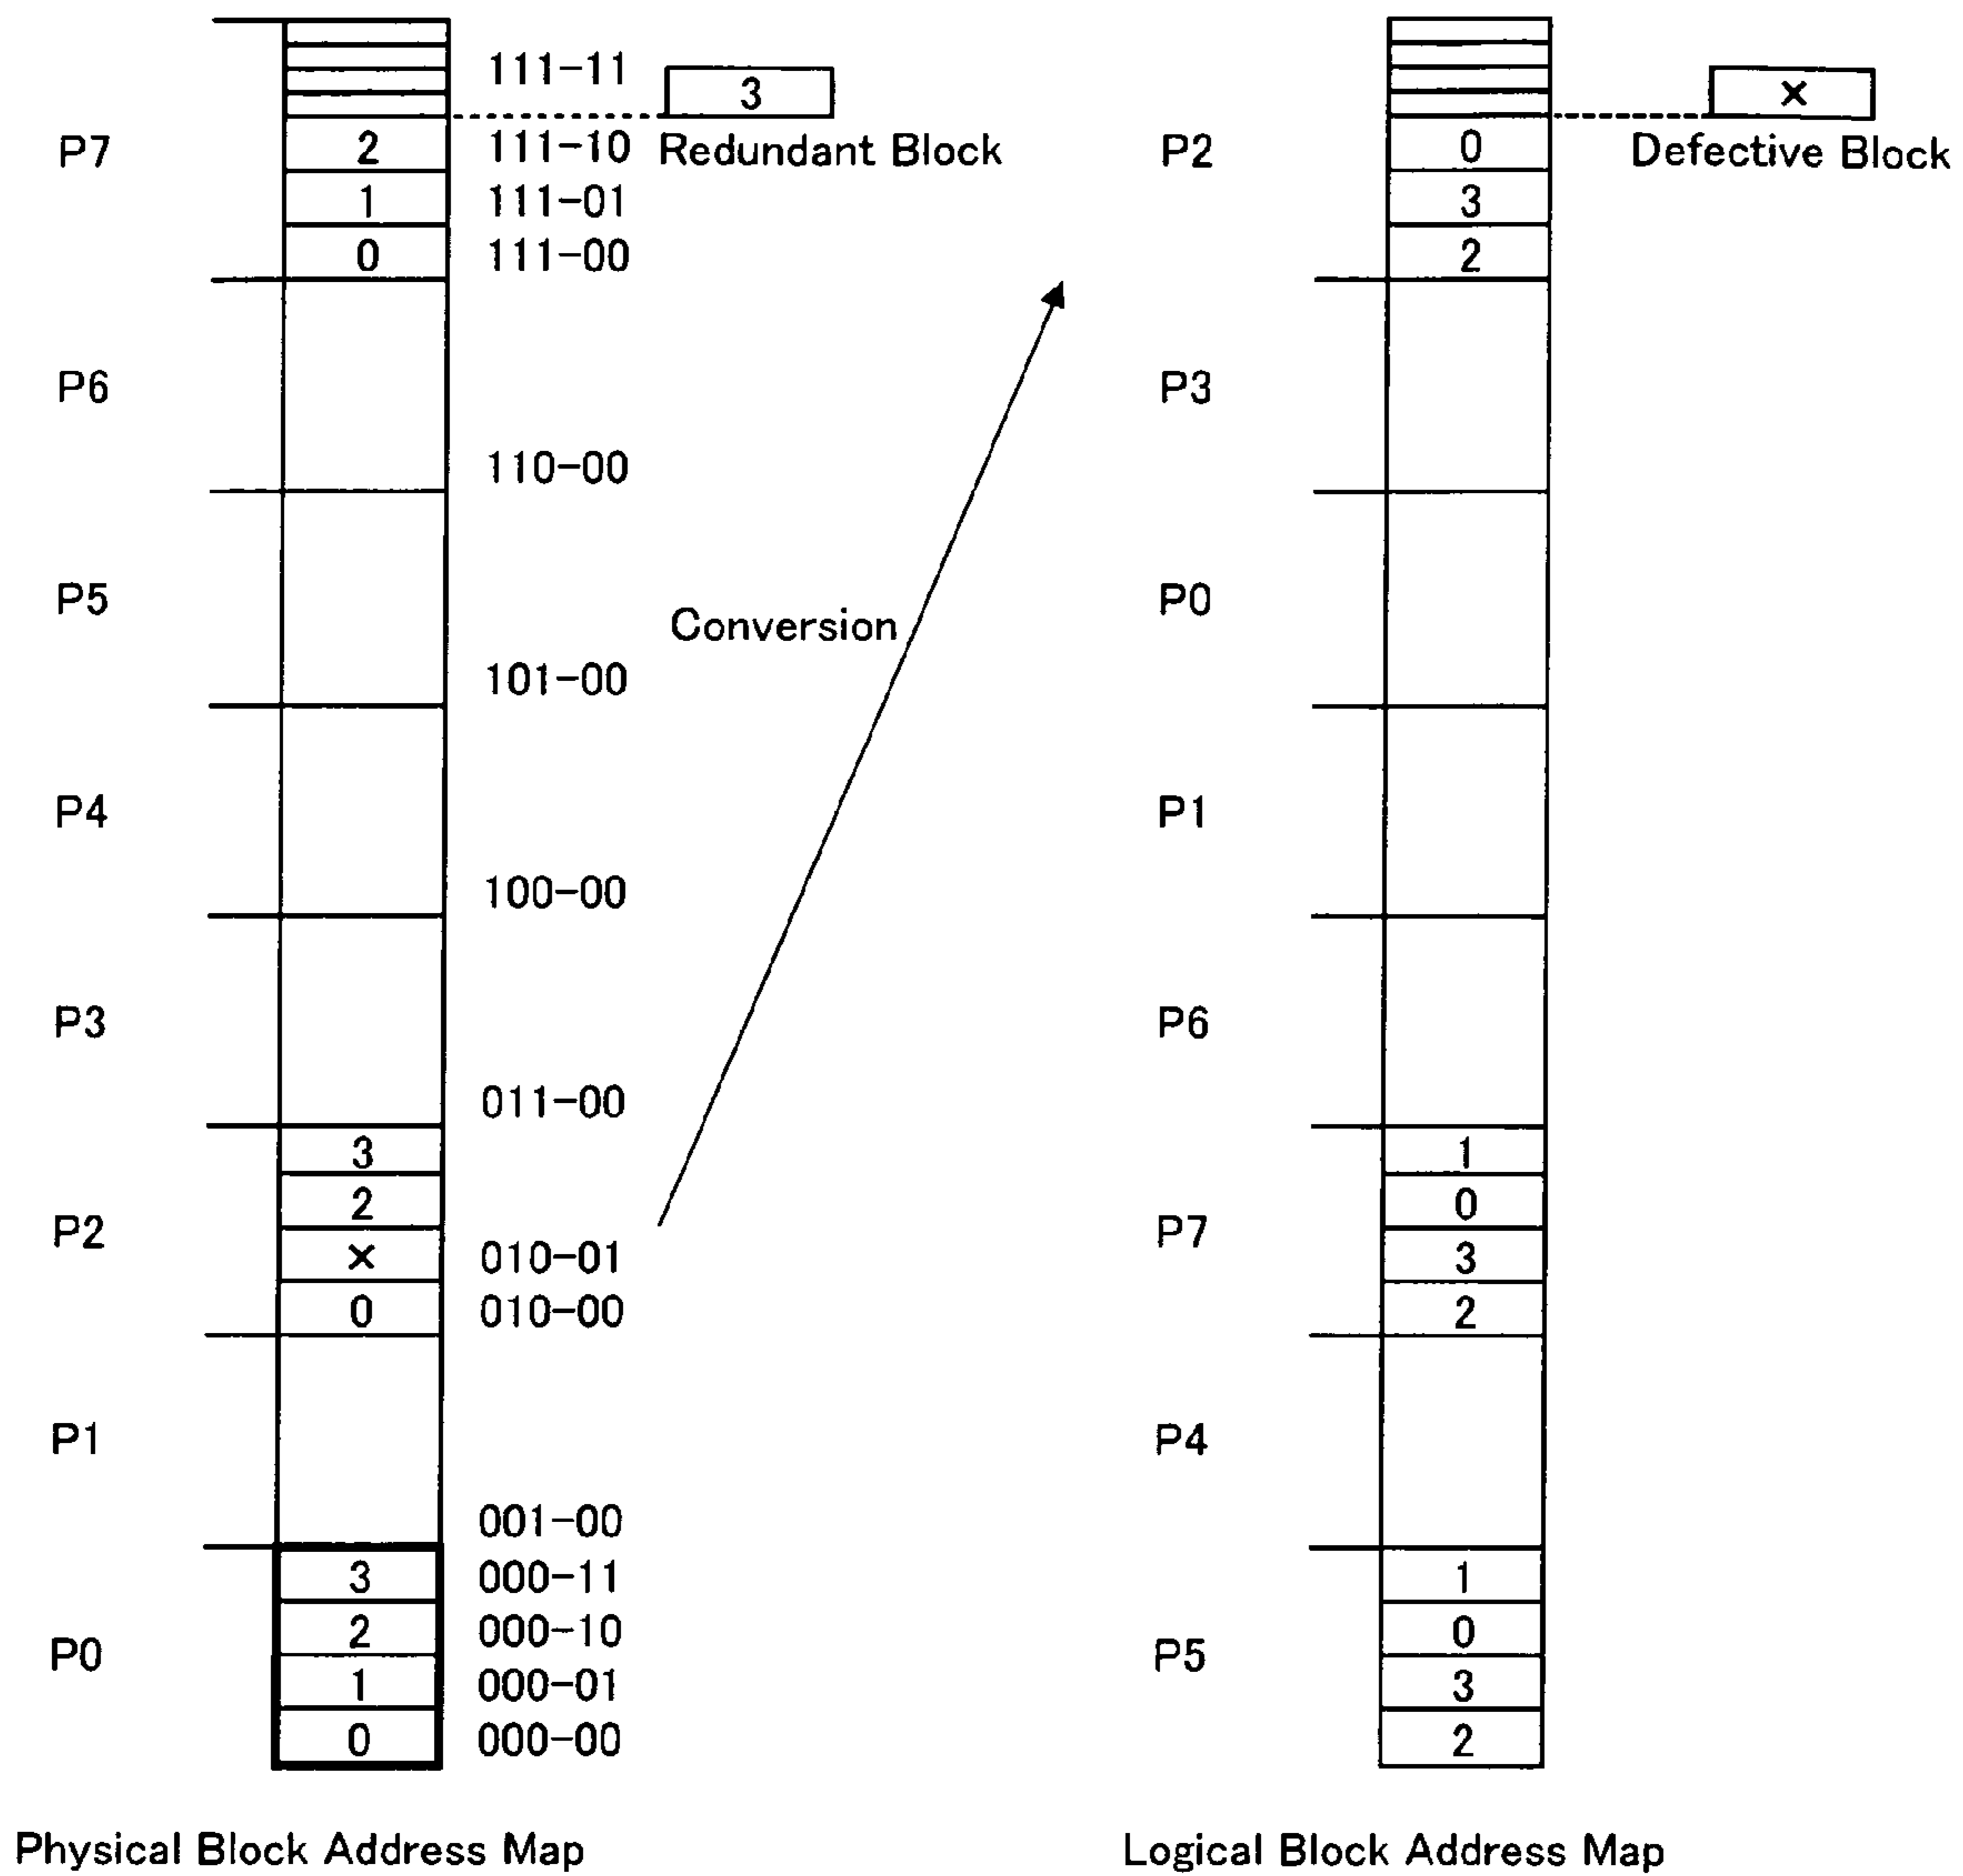 111-11
3
×
P7
2
111-10
Redundant Block
P2
0
Defective Block
1
111-01
3
0
111-00
2
P6
P3
110-00
P5
P0
Conversion
101-00
P4
P1
100-00
P3
P6
011-00
3
1
2
0
P2
P7
×
010-01
3
0
010-00
2
P1
P4
001-00
3
000-11
1
2
000-10
0
P0
P5
1
000-01
3
0
000-00
2
Physical Block Address Map
Logical Block Address Map